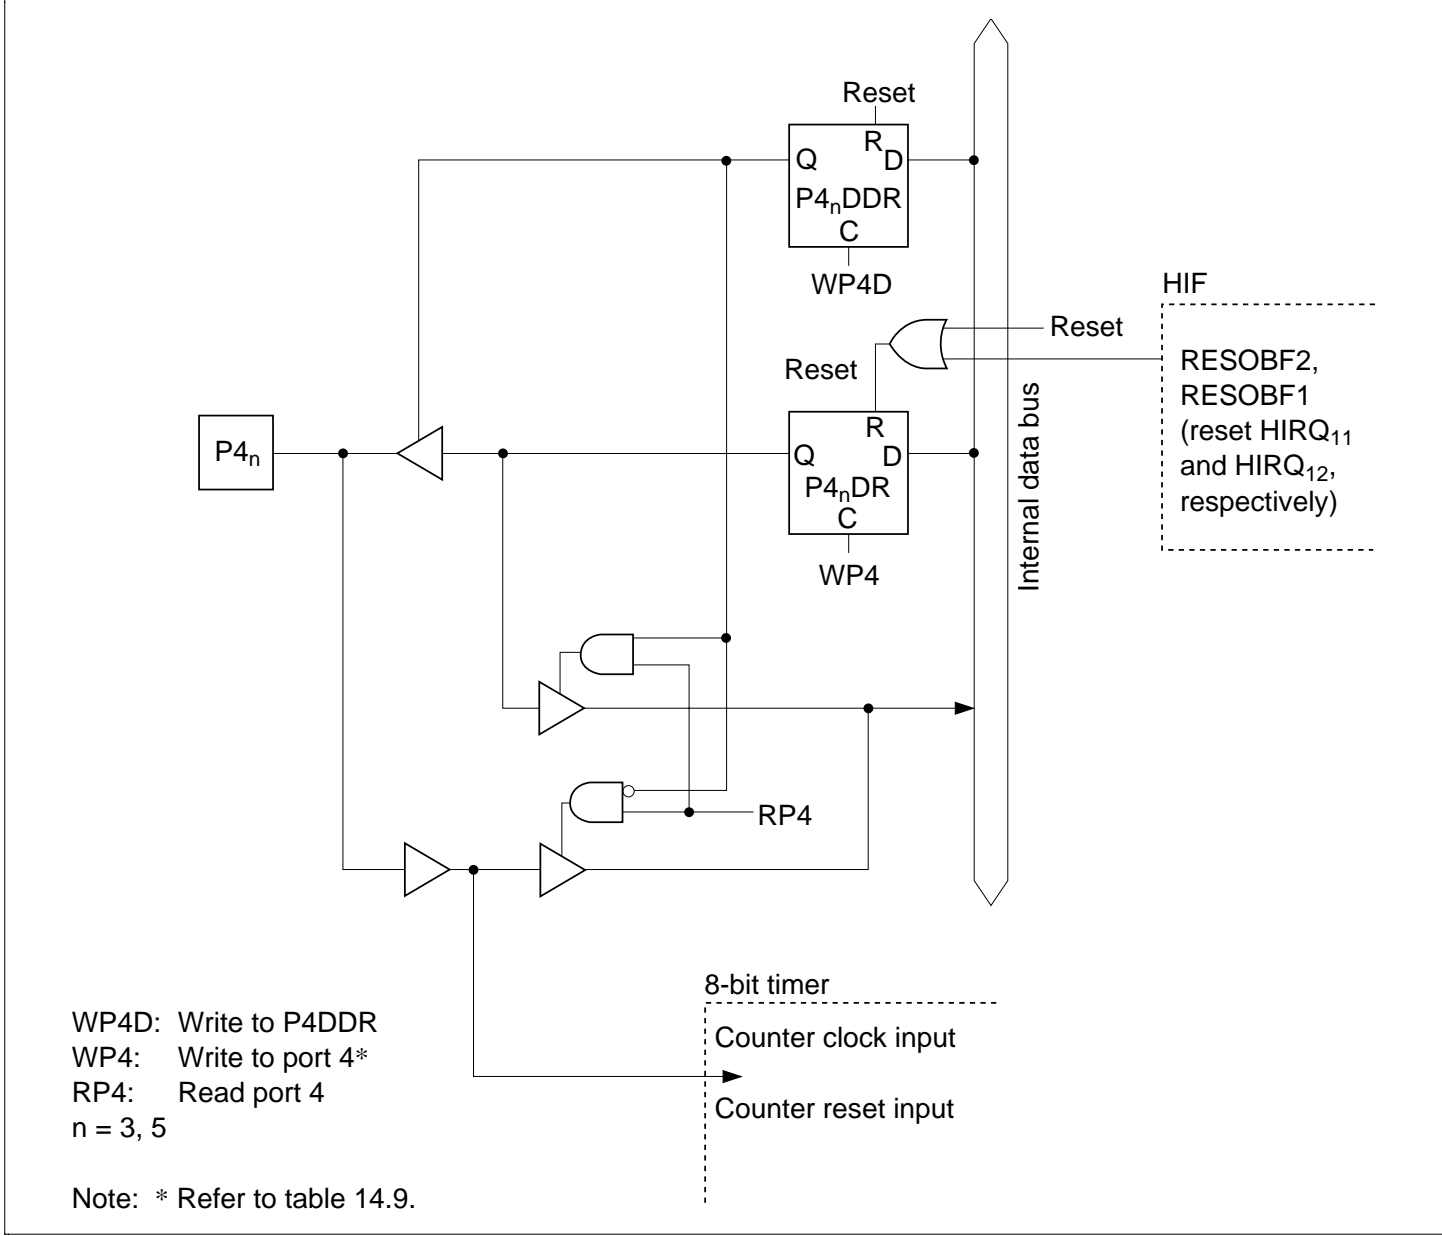 Reset
R
Q
D
P4nDDR
C
WP4D
HIF
Reset
RESOBF2,
RESOBF1
(reset HIRQ11
and HIRQ12,
respectively)
Reset
Internal data bus
P4n
R
Q
D
P4nDR
C
WP4
RP4
8-bit timer
Counter clock input
Counter reset input
WP4D: Write to P4DDR
WP4: Write to port 4*
RP4: Read port 4
n = 3, 5
Note: * Refer to table 14.9.